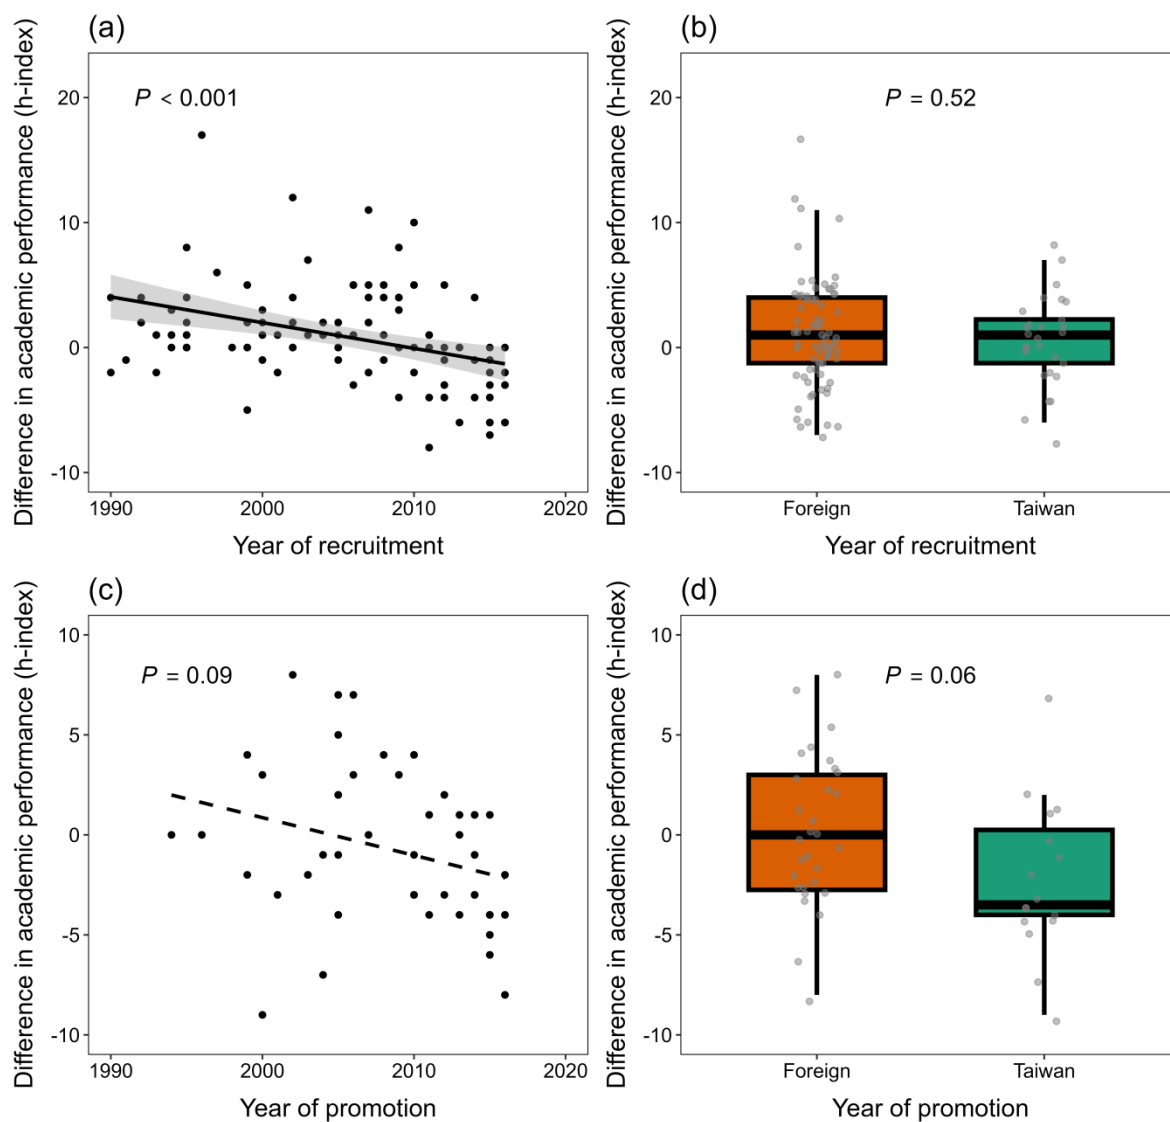 (a)
Difference in academic performance (h-index)
P < 0.001
20
10
0
-10
1990
2000
2010
2020
Year of recruitment
(b)
Difference in academic performance (h-index)
P = 0.52
20
10
0
-10
Foreign
Taiwan
Year of recruitment
(c)
Difference in academic performance (h-index)
P = 0.09
10
5
0
-5
-10
1990
2000
2010
2020
Year of promotion
(d)
Difference in academic performance (h-index)
P = 0.06
10
5
0
-5
-10
Foreign
Taiwan
Year of promotion